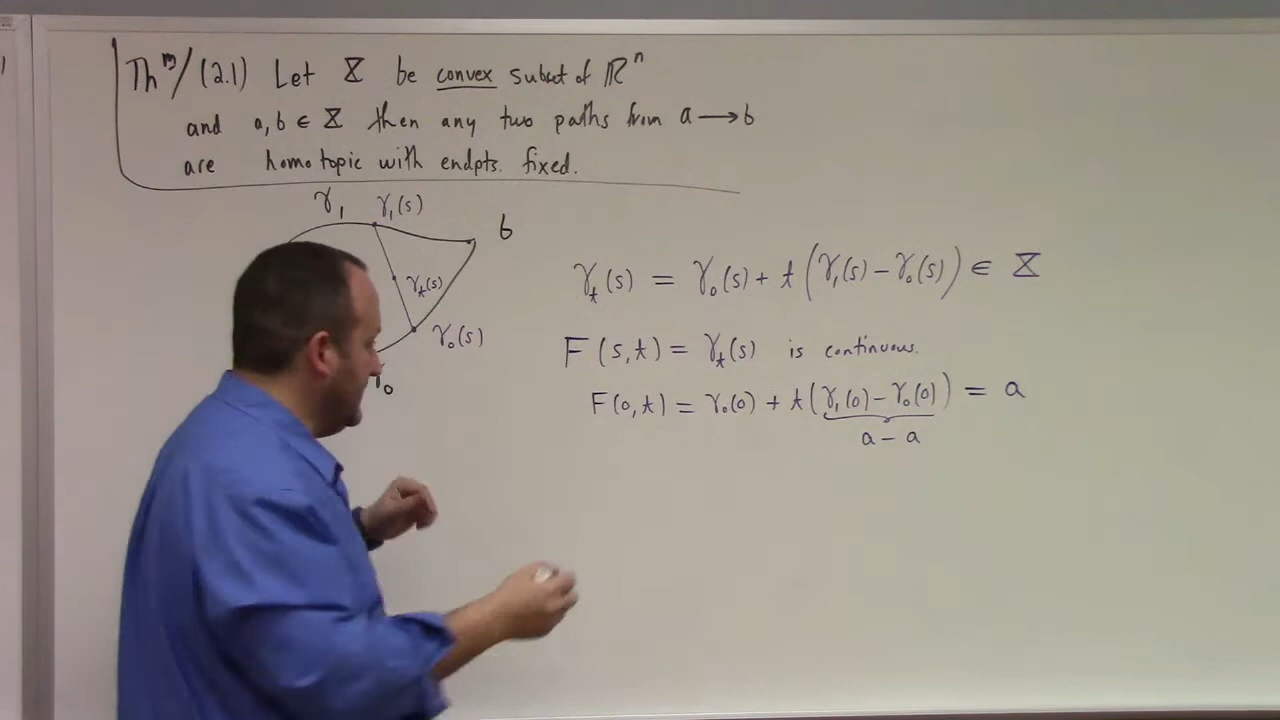 Thm/ (2.1) Let X be convex subset of ℝⁿ
and a, b ∈ X then any two paths from a ⟶ b
are homotopic with endpts. fixed.
γ₁ γ₁(s)
b
γₜ(s)
γ₀(s)
γₜ(s) = γ₀(s) + t(γ₁(s) − γ₀(s)) ∈ X
F(s,t) = γₜ(s) is continuous.
F(0,t) = γ₀(0) + t(γ₁(0) − γ₀(0)) = a
a − a